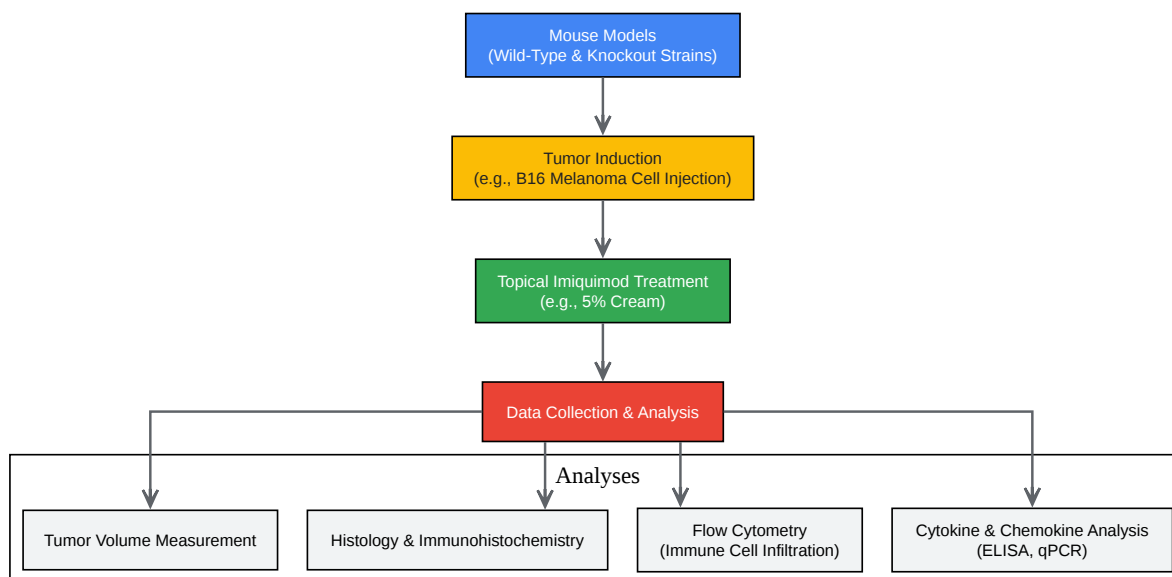 Mouse Models
(Wild-Type & Knockout Strains)
Tumor Induction
(e.g., B16 Melanoma Cell Injection)
Topical Imiquimod Treatment
(e.g., 5% Cream)
Data Collection & Analysis
Analyses
Tumor Volume Measurement
Histology & Immunohistochemistry
Flow Cytometry
(Immune Cell Infiltration)
Cytokine & Chemokine Analysis
(ELISA, qPCR)